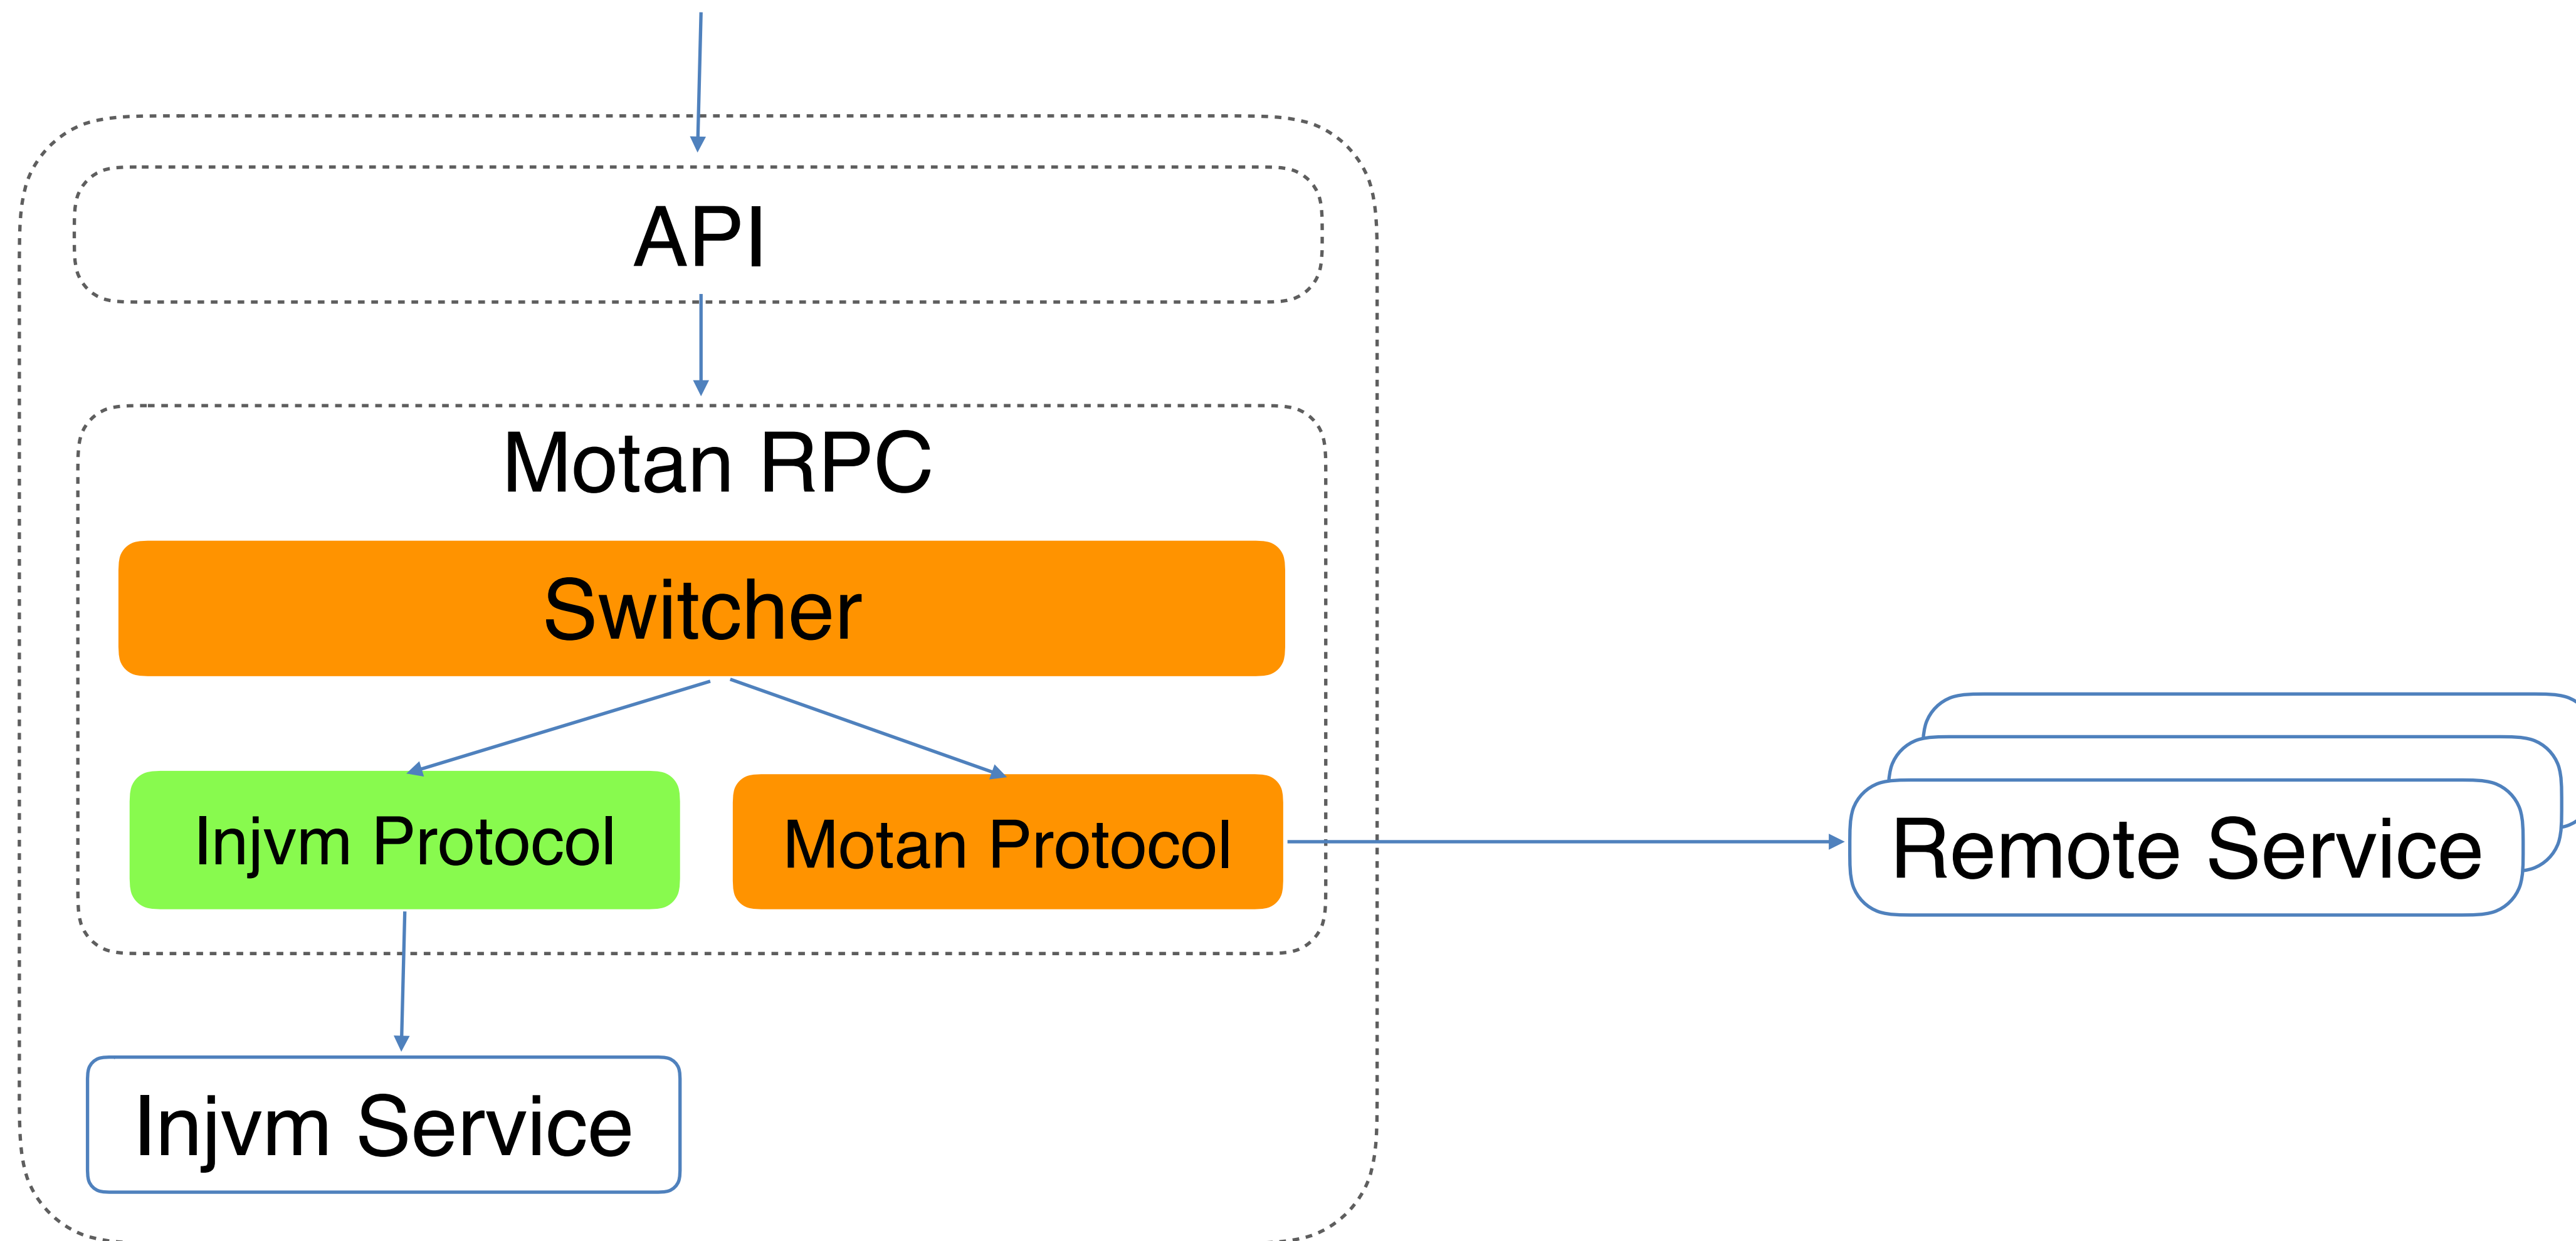 API
Motan RPC
Switcher
Injvm Protocol
Motan Protocol
Remote Service
Injvm Service